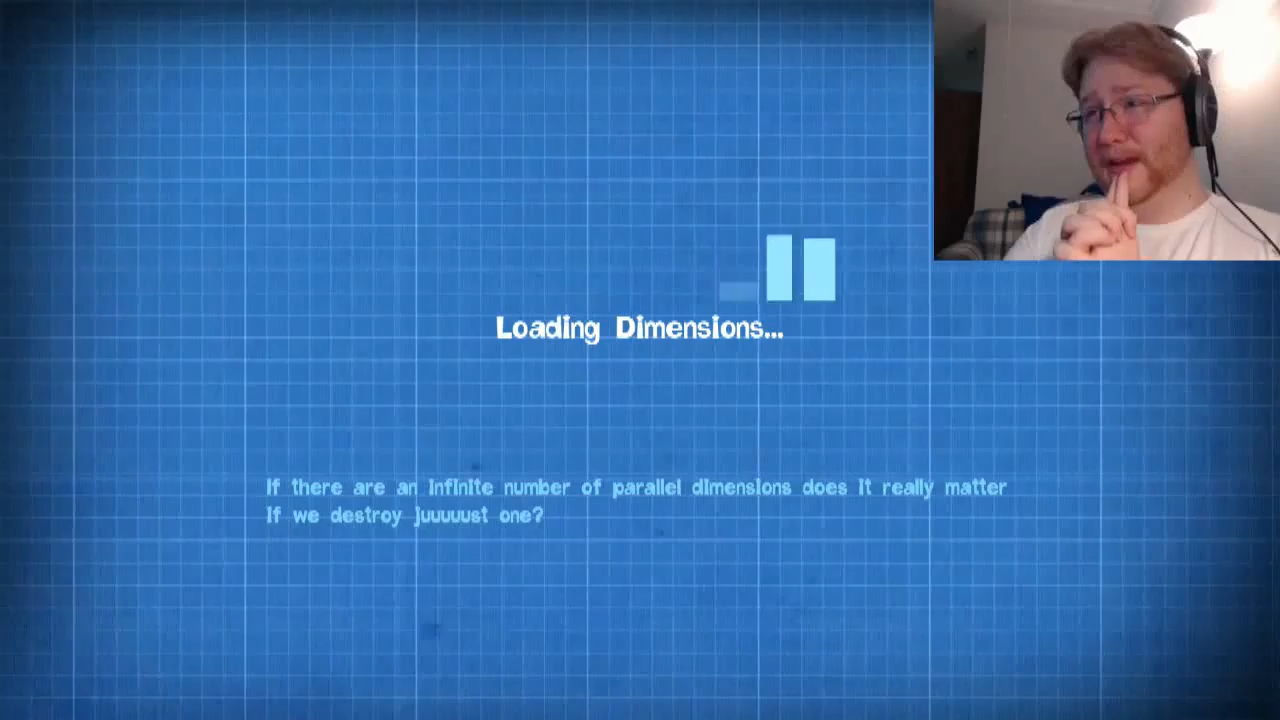 Loading Dimensions...
If there are an infinite number of parallel dimensions does it really matter
if we destroy juuuuust one?